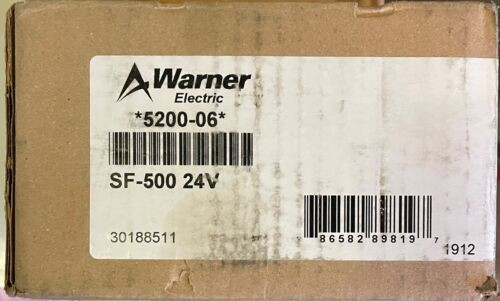 Warner
Electric
*5200-06*
SF-500 24V
30188511
86582 89819 7
1912